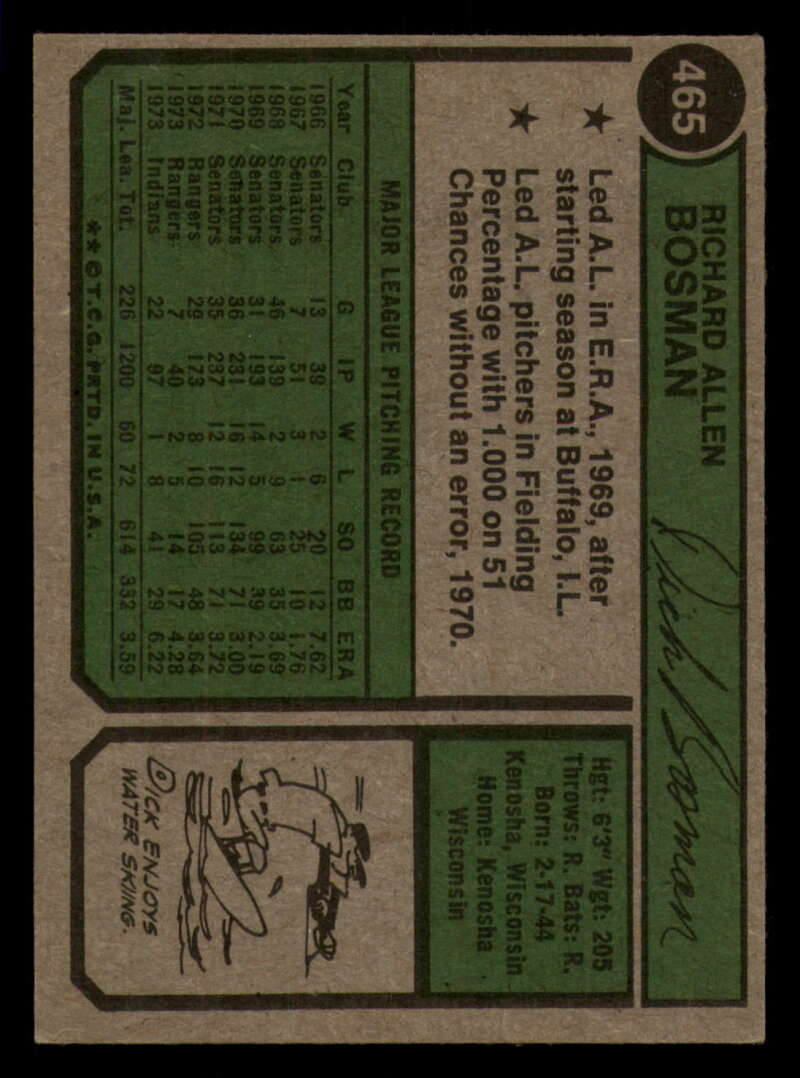 465
RICHARD ALLEN
BOSMAN
Dick Bosman
★ Led A.L. in E.R.A., 1969, after
starting season at Buffalo, I.L.
★ Led A.L. pitchers in Fielding
Percentage with 1.000 on 51
Chances without an error, 1970.
MAJOR LEAGUE PITCHING RECORD
Year Club G IP W L SO BB ERA
1966 Senators 13 39 2 6 20 12 7.62
1967 Senators 7 51 3 1 25 10 1.76
1968 Senators 46 139 2 9 63 35 3.69
1969 Senators 31 193 14 5 99 39 2.19
1970 Senators 36 231 16 12 134 71 3.00
1971 Senators 35 237 12 16 113 71 3.72
1972 Rangers 29 173 8 10 105 48 3.64
1973 Rangers 7 40 2 5 14 17 4.28
1973 Indians 22 97 1 8 41 29 6.22
Maj. Lea. Tot. 226 1200 60 72 614 332 3.59
**©T.C.G. PRTD. IN U.S.A.
Hgt: 6'3" Wgt: 205
Throws: R. Bats: R.
Born: 2-17-44
Kenosha, Wisconsin
Home: Kenosha
Wisconsin
DICK ENJOYS
WATER SKIING.